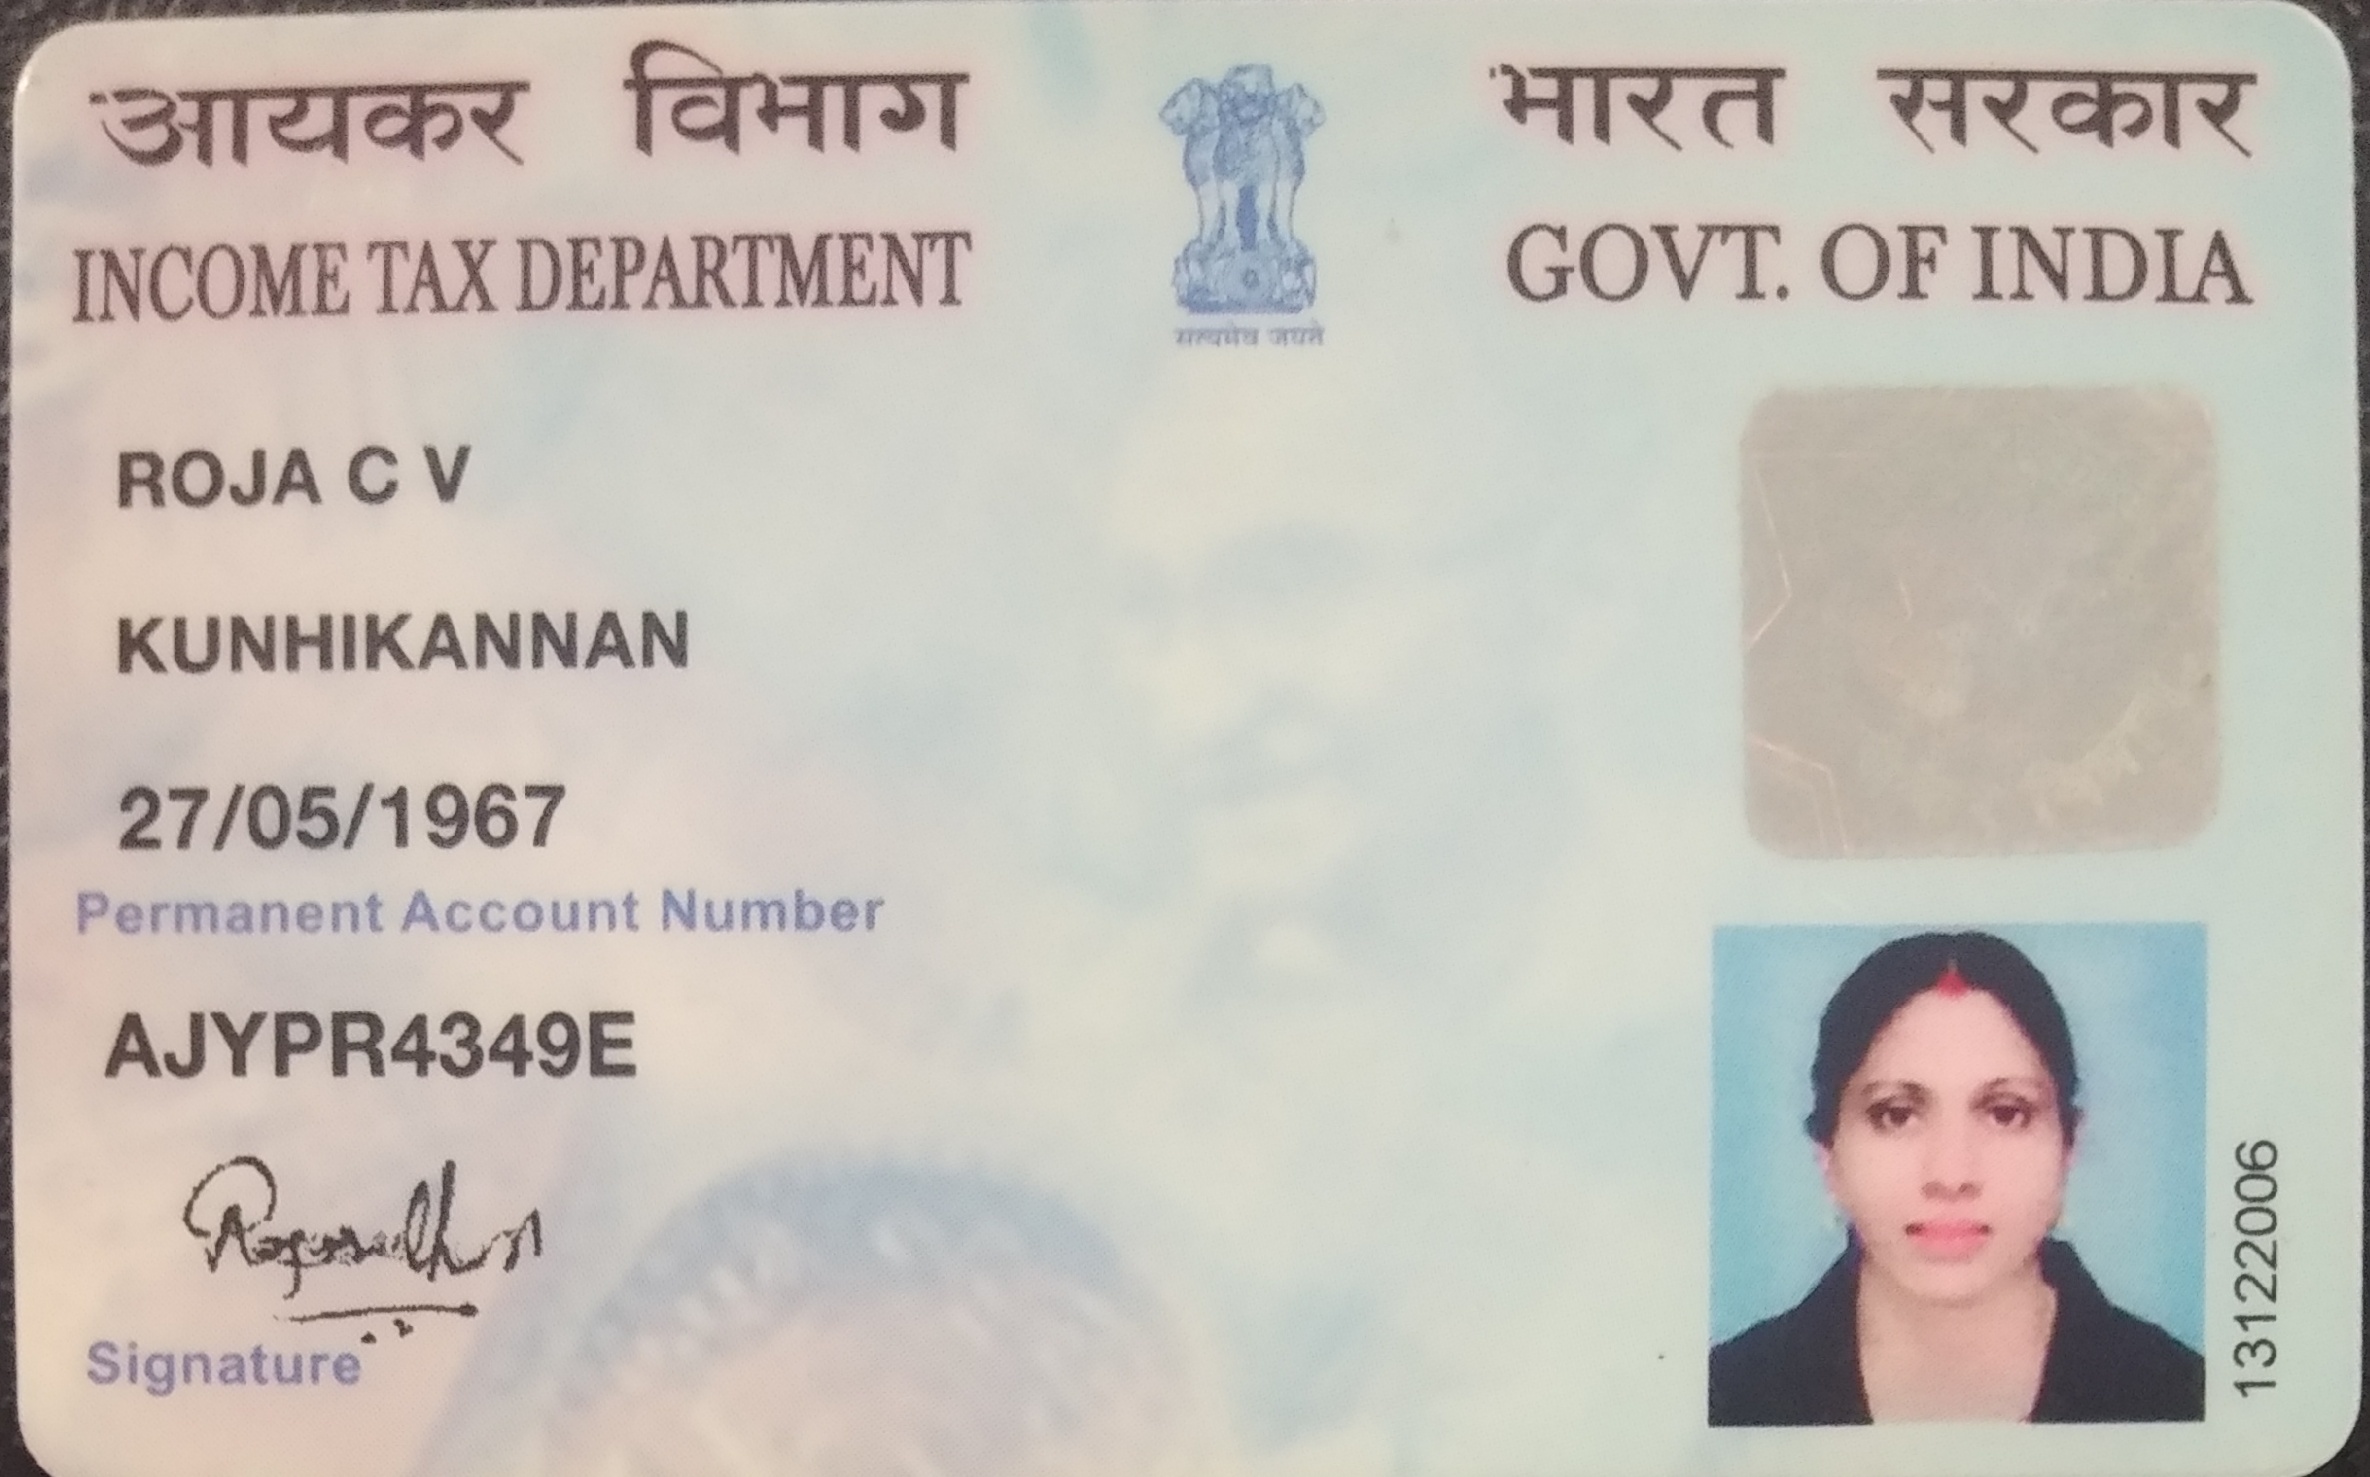 आयकर विभाग
भारत सरकार
INCOME TAX DEPARTMENT
GOVT. OF INDIA
सत्यमेव जयते
ROJA C V
KUNHIKANNAN
27/05/1967
Permanent Account Number
AJYPR4349E
Signature
13122006